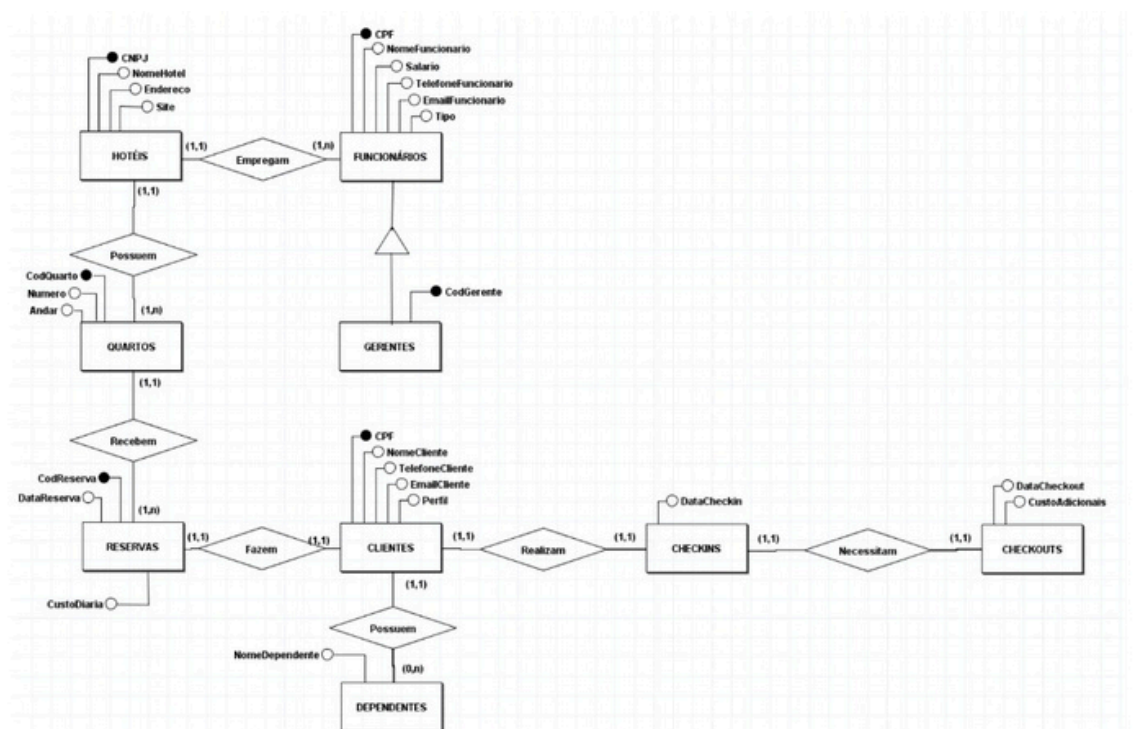 CNPJ
NomeHotel
Endereco
Site
HOTÉIS
(1,1)
Empregam
(1,n)
CPF
NomeFuncionario
Salario
TelefoneFuncionario
EmailFuncionario
Tipo
FUNCIONÁRIOS
(1,1)
Possuem
CodQuarto
Numero
Andar
(1,n)
QUARTOS
CodGerente
GERENTES
(1,1)
Recebem
CodReserva
DataReserva
(1,n)
RESERVAS
CustoDiaria
(1,1)
Fazem
(1,1)
CPF
NomeCliente
TelefoneCliente
EmailCliente
Perfil
CLIENTES
(1,1)
Realizam
(1,1)
DataCheckin
CHECKINS
(1,1)
Necessitam
(1,1)
DataCheckout
CustoAdicionais
CHECKOUTS
(1,1)
Possuem
NomeDependente
(0,n)
DEPENDENTES